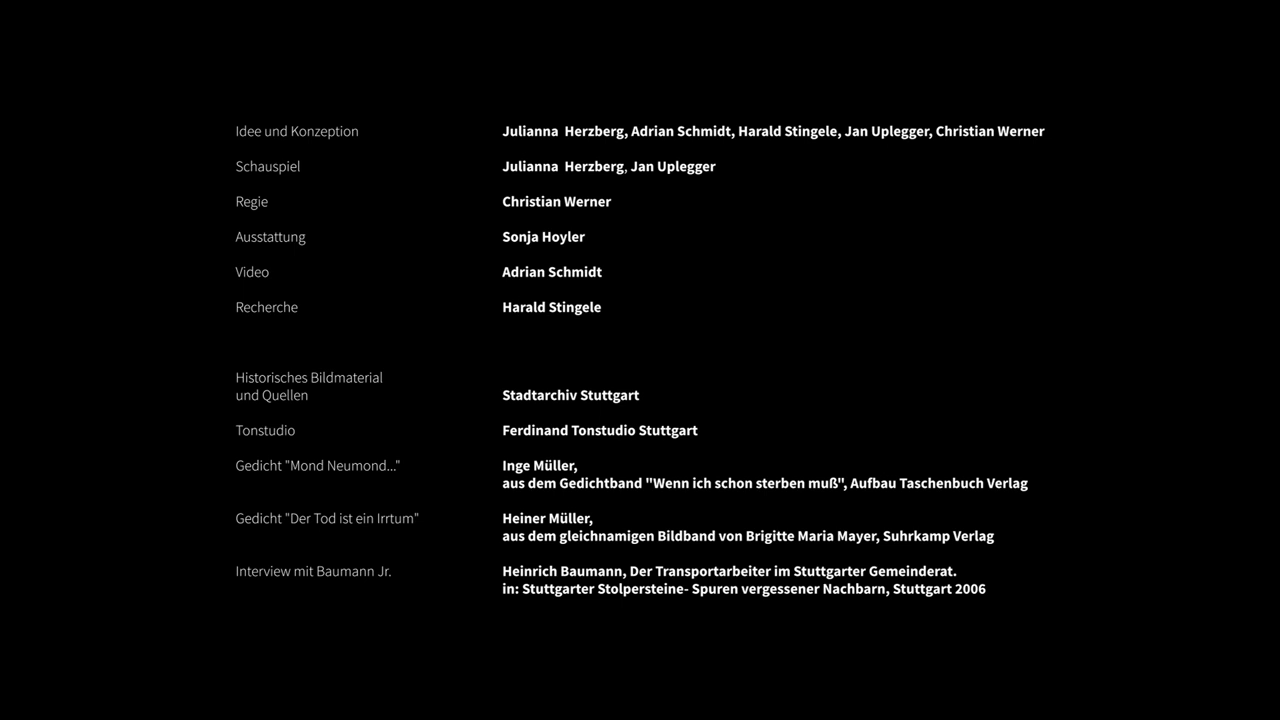 Idee und Konzeption Julianna  Herzberg, Adrian Schmidt, Harald Stingele, Jan Uplegger, Christian Werner
Schauspiel Julianna  Herzberg, Jan Uplegger
Regie Christian Werner
Ausstattung Sonja Hoyler
Video Adrian Schmidt
Recherche Harald Stingele
Historisches Bildmaterial
und Quellen Stadtarchiv Stuttgart
Tonstudio Ferdinand Tonstudio Stuttgart
Gedicht "Mond Neumond..." Inge Müller,
aus dem Gedichtband "Wenn ich schon sterben muß", Aufbau Taschenbuch Verlag
Gedicht "Der Tod ist ein Irrtum" Heiner Müller,
aus dem gleichnamigen Bildband von Brigitte Maria Mayer, Suhrkamp Verlag
Interview mit Baumann Jr. Heinrich Baumann, Der Transportarbeiter im Stuttgarter Gemeinderat.
in: Stuttgarter Stolpersteine- Spuren vergessener Nachbarn, Stuttgart 2006